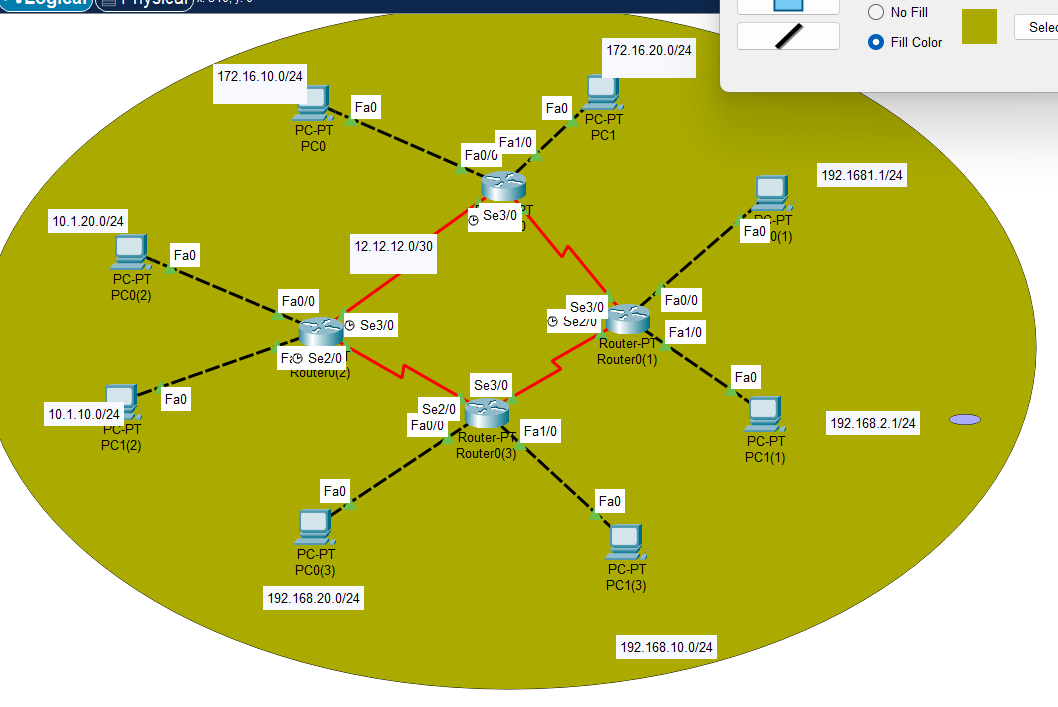 Logical
Physical
No Fill
Fill Color
Selec
172.16.20.0/24
172.16.10.0/24
Fa0
PC-PT
PC0
Fa0
PC-PT
PC1
Fa1/0
Fa0/0
Se3/0
192.1681.1/24
PC-PT
0(1)
Fa0
10.1.20.0/24
Fa0
PC-PT
PC0(2)
12.12.12.0/30
Fa0/0
Se3/0
Se2/0
Router0(2)
Fa0/0
Se3/0
Se2/0
Fa1/0
Router-PT
Router0(1)
10.1.10.0/24
Fa0
PC-PT
PC1(2)
Se3/0
Se2/0
Fa0/0
Router-PT
Router0(3)
Fa1/0
Fa0
PC-PT
PC1(1)
192.168.2.1/24
Fa0
PC-PT
PC0(3)
192.168.20.0/24
Fa0
PC-PT
PC1(3)
192.168.10.0/24